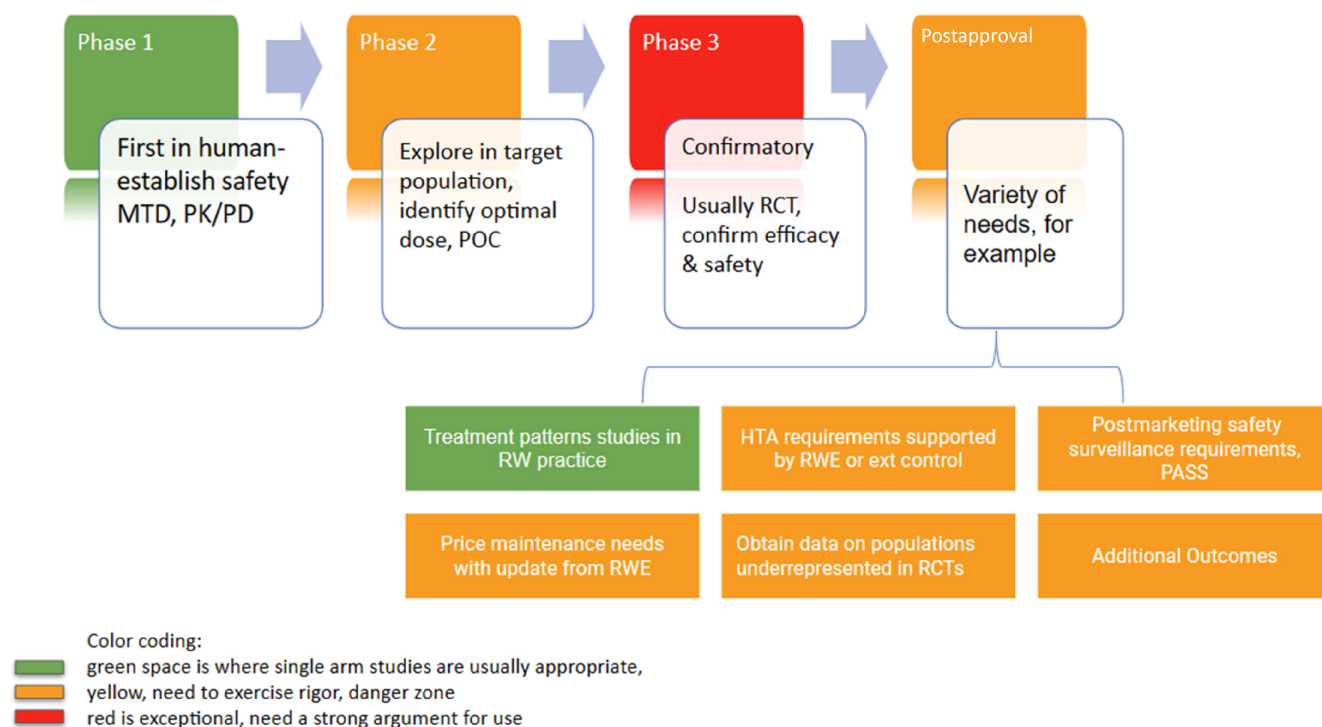 Phase 1
First in human-
establish safety
MTD, PK/PD
Phase 2
Explore in target
population,
identify optimal
dose, POC
Phase 3
Confirmatory
Usually RCT,
confirm efficacy
& safety
Postapproval
Variety of
needs, for
example
Treatment patterns studies in
RW practice
HTA requirements supported
by RWE or ext control
Postmarketing safety
surveillance requirements,
PASS
Price maintenance needs
with update from RWE
Obtain data on populations
underrepresented in RCTs
Additional Outcomes
Color coding:
green space is where single arm studies are usually appropriate,
yellow, need to exercise rigor, danger zone
red is exceptional, need a strong argument for use